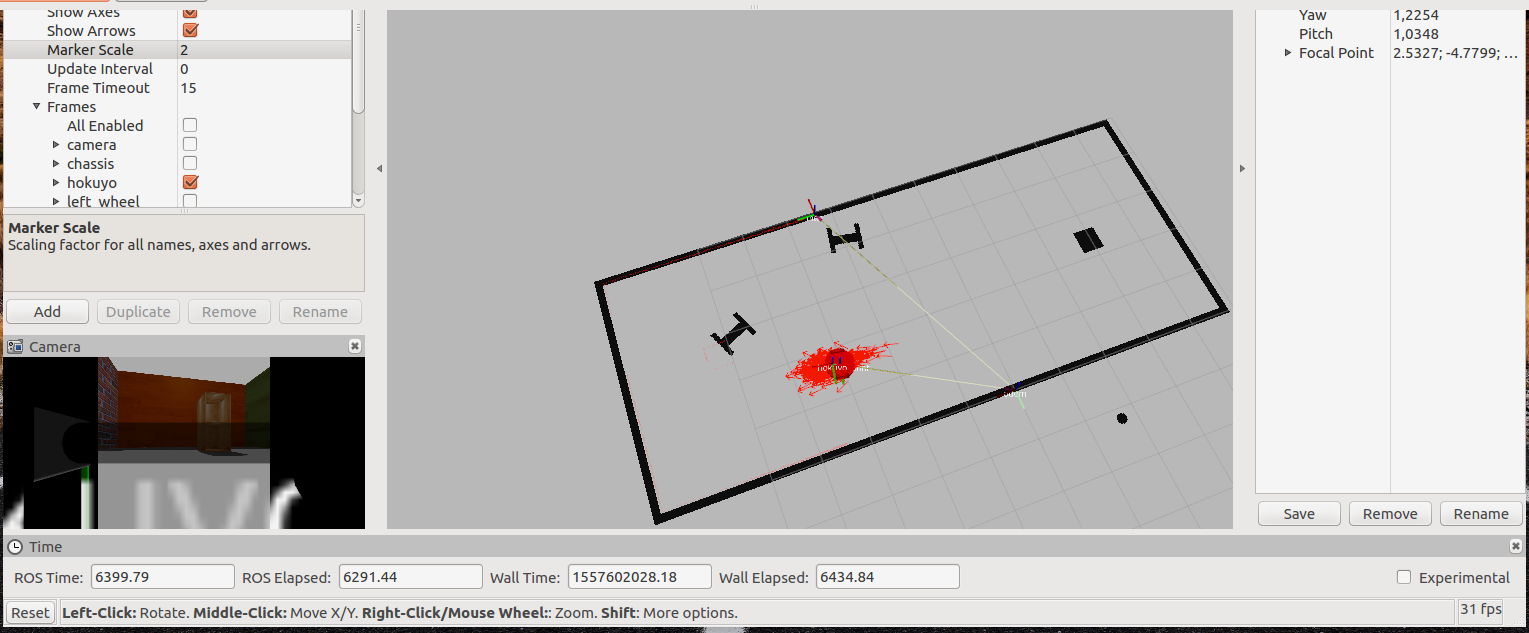 Show Axes
Show Arrows
Marker Scale 2
Update Interval 0
Frame Timeout 15
Frames
All Enabled
camera
chassis
hokuyo
left_wheel
Marker Scale
Scaling factor for all names, axes and arrows.
Add Duplicate Remove Rename
Camera
hokuyo
odom
Yaw 1,2254
Pitch 1,0348
Focal Point 2.5327; -4.7799; ...
Save Remove Rename
Time
ROS Time: 6399.79 ROS Elapsed: 6291.44 Wall Time: 1557602028.18 Wall Elapsed: 6434.84 Experimental
Reset Left-Click: Rotate. Middle-Click: Move X/Y. Right-Click/Mouse Wheel:: Zoom. Shift: More options. 31 fps